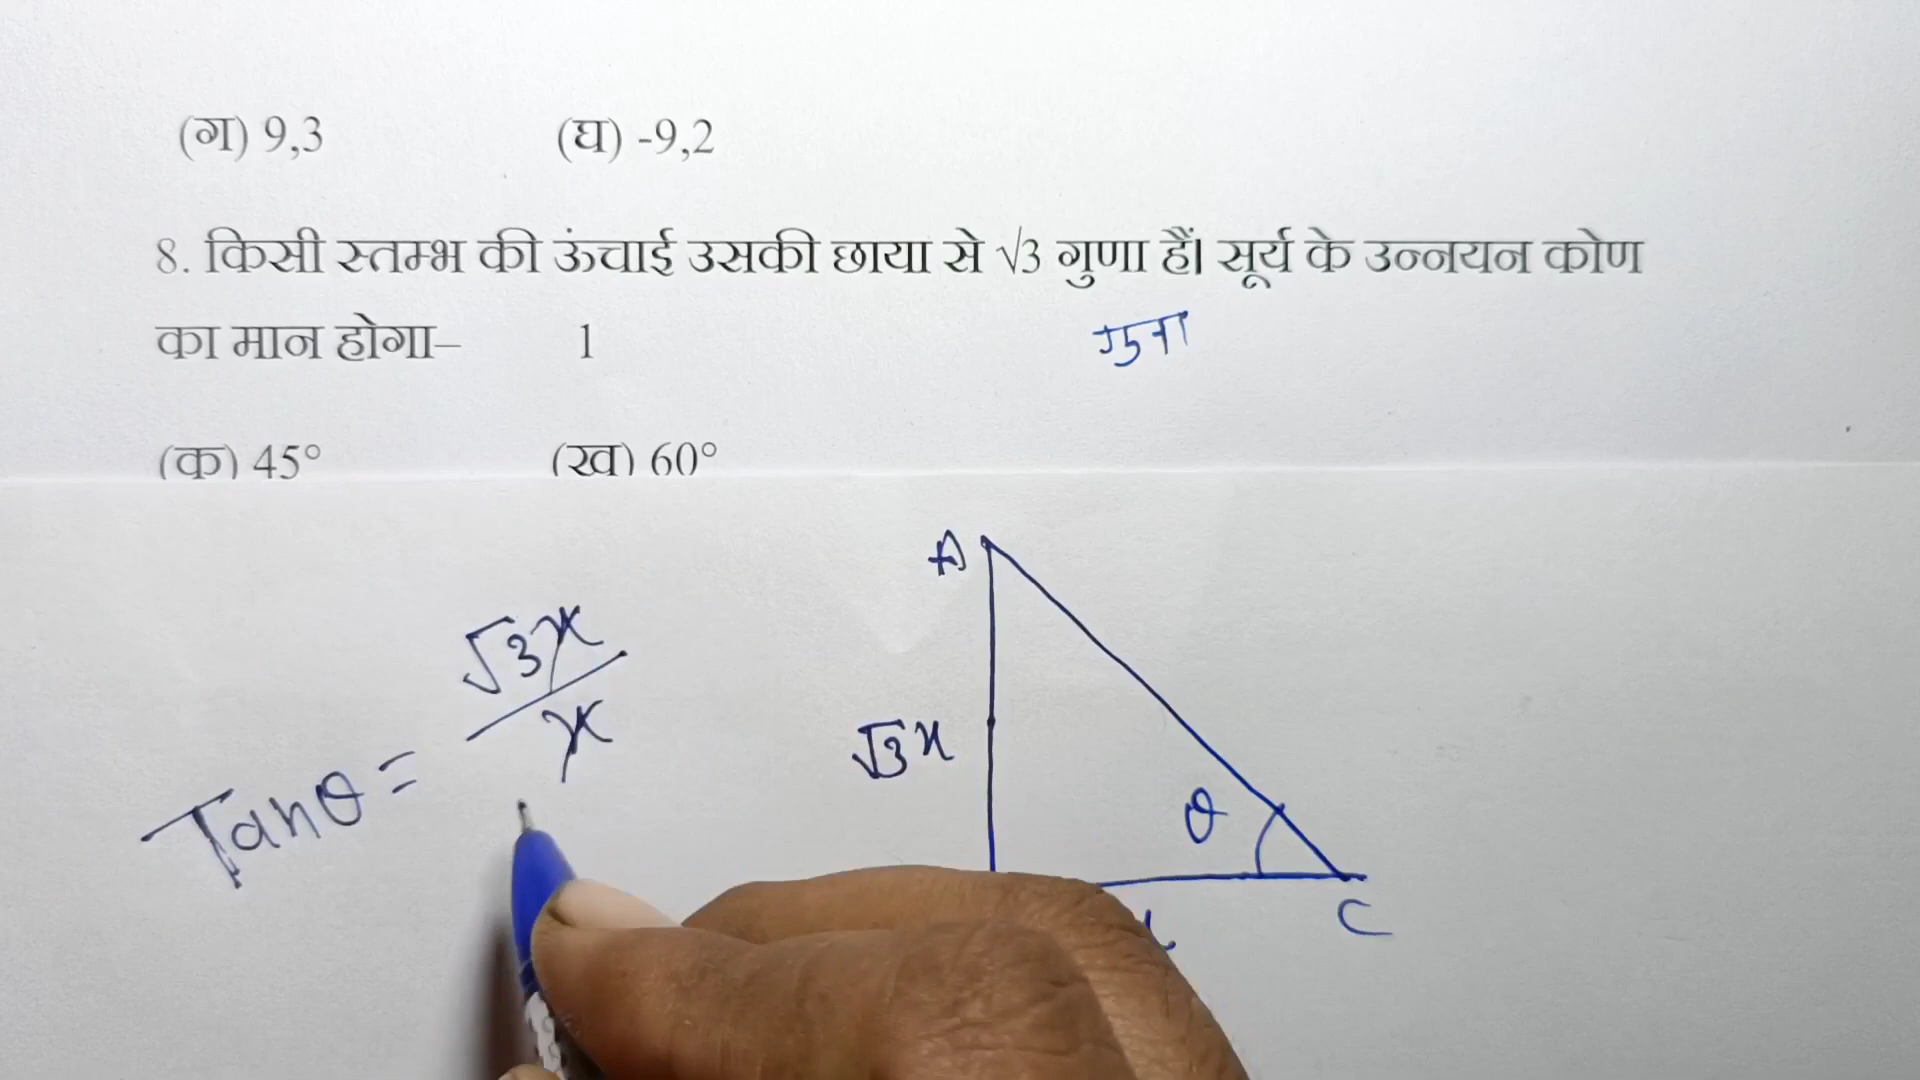 (ग) 9,3 (घ) -9,2
8. किसी स्तम्भ की ऊंचाई उसकी छाया से √3 गुणा हैं। सूर्य के उन्नयन कोण
का मान होगा– 1
गुना
(क) 45° (ख) 60°
A
√3x
x
Tanθ =
√3x
θ
C